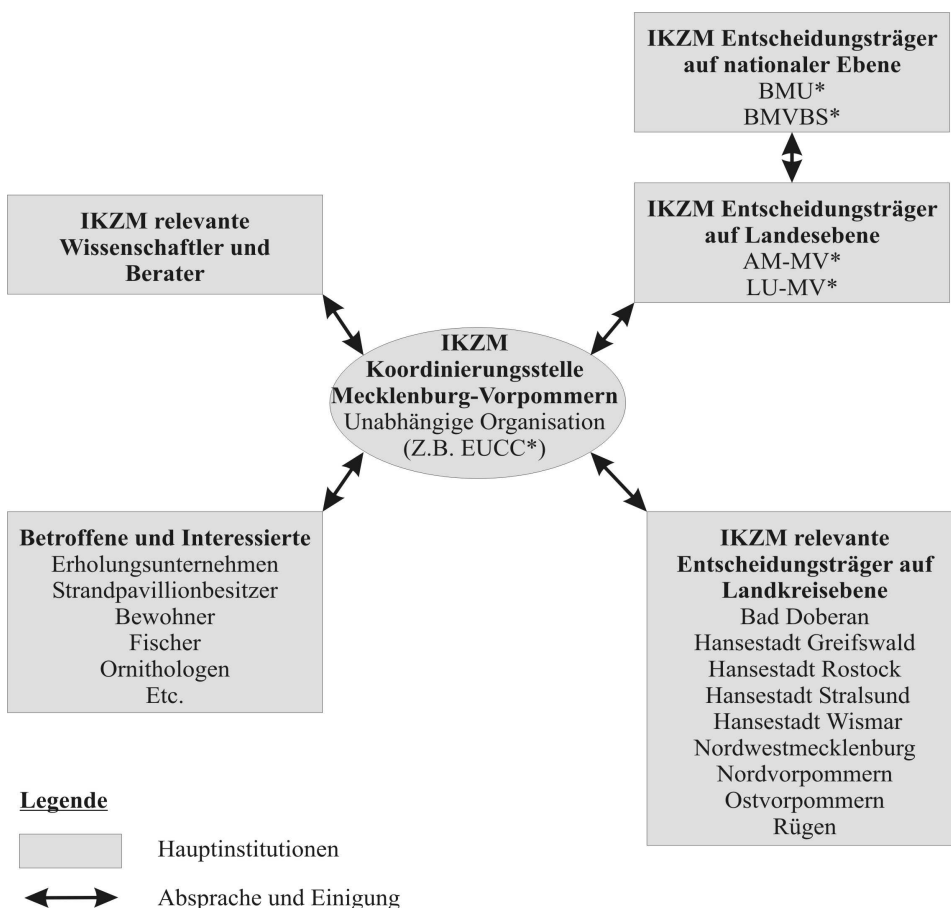 IKZM Entscheidungsträger
auf nationaler Ebene
BMU*
BMVBS*
IKZM relevante
Wissenschaftler und
Berater
IKZM Entscheidungsträger
auf Landesebene
AM-MV*
LU-MV*
IKZM
Koordinierungsstelle
Mecklenburg-Vorpommern
Unabhängige Organisation
(Z.B. EUCC*)
Betroffene und Interessierte
Erholungsunternehmen
Strandpavillionbesitzer
Bewohner
Fischer
Ornithologen
Etc.
IKZM relevante
Entscheidungsträger auf
Landkreisebene
Bad Doberan
Hansestadt Greifswald
Hansestadt Rostock
Hansestadt Stralsund
Hansestadt Wismar
Nordwestmecklenburg
Nordvorpommern
Ostvorpommern
Rügen
Legende
Hauptinstitutionen
Absprache und Einigung